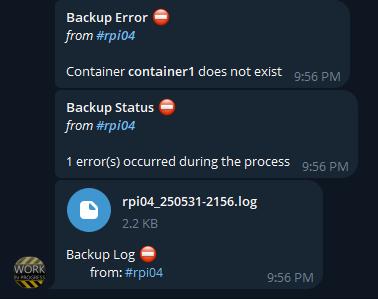 Backup Error ⛔
from #rpi04
Container container1 does not exist
9:56 PM
Backup Status ⛔
from #rpi04
1 error(s) occurred during the process
9:56 PM
rpi04_250531-2156.log
2.2 KB
Backup Log ⛔
from: #rpi04
9:56 PM
WORK
IN PROGRESS